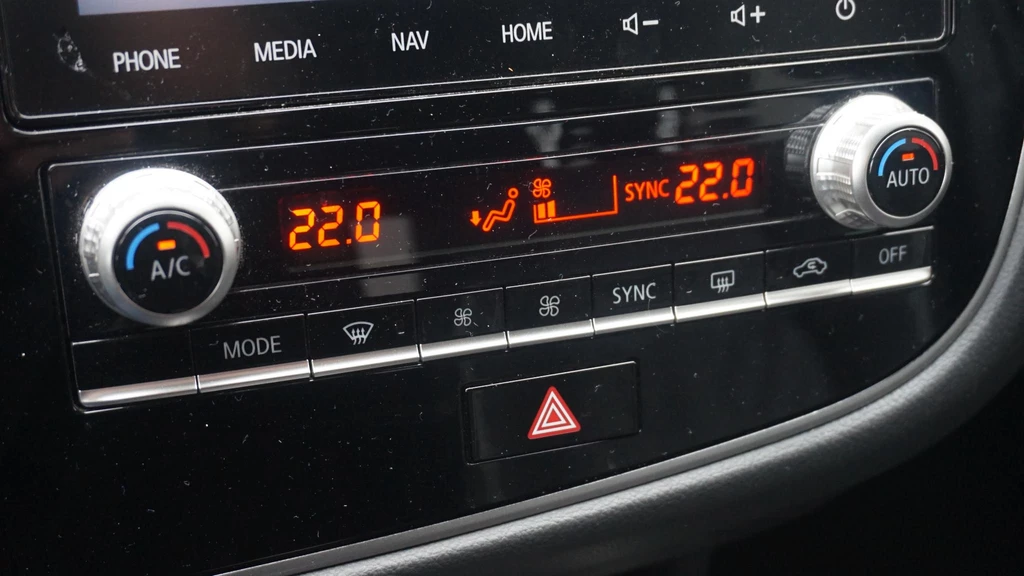 PHONE MEDIA NAV HOME
22.0 SYNC 22.0
A/C AUTO
MODE SYNC OFF